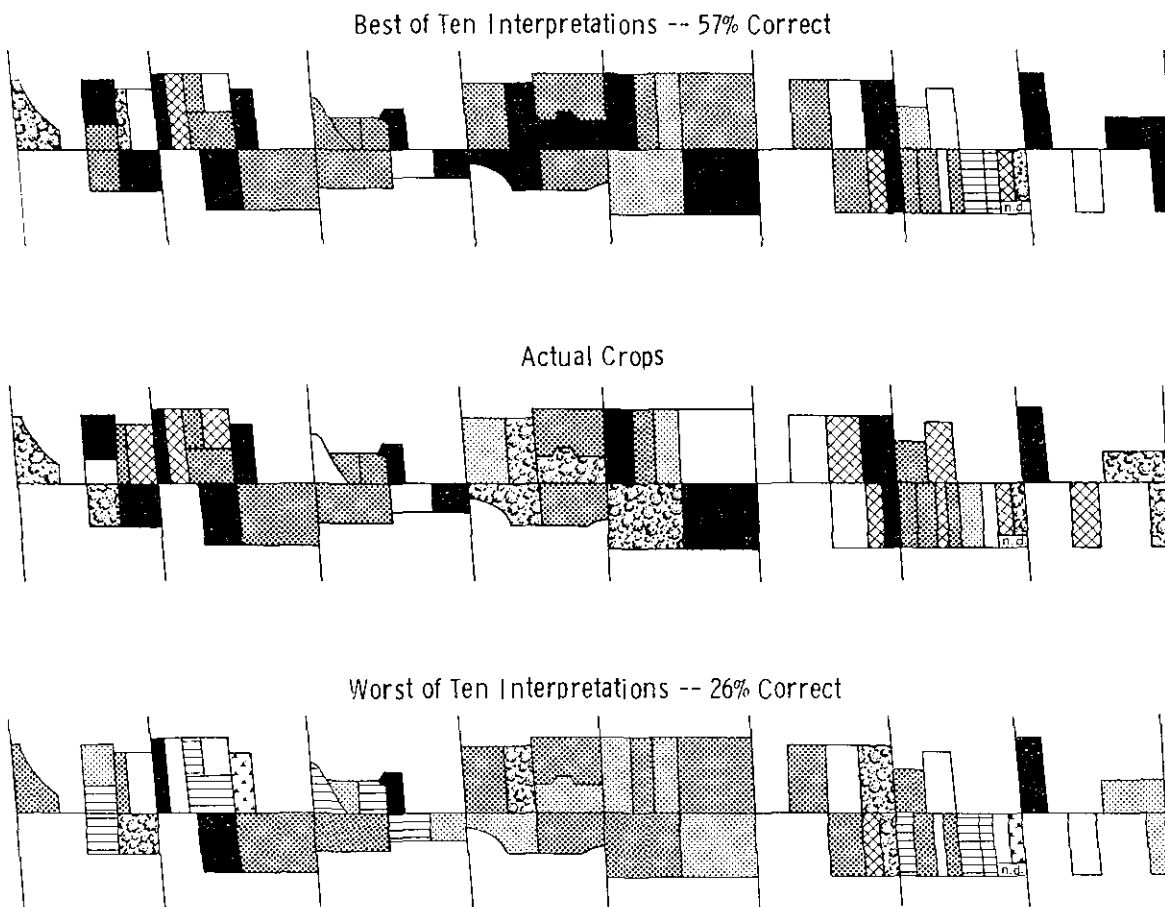 Best of Ten Interpretations -- 57% Correct
n.d.
Actual Crops
n.d.
Worst of Ten Interpretations -- 26% Correct
n.d.